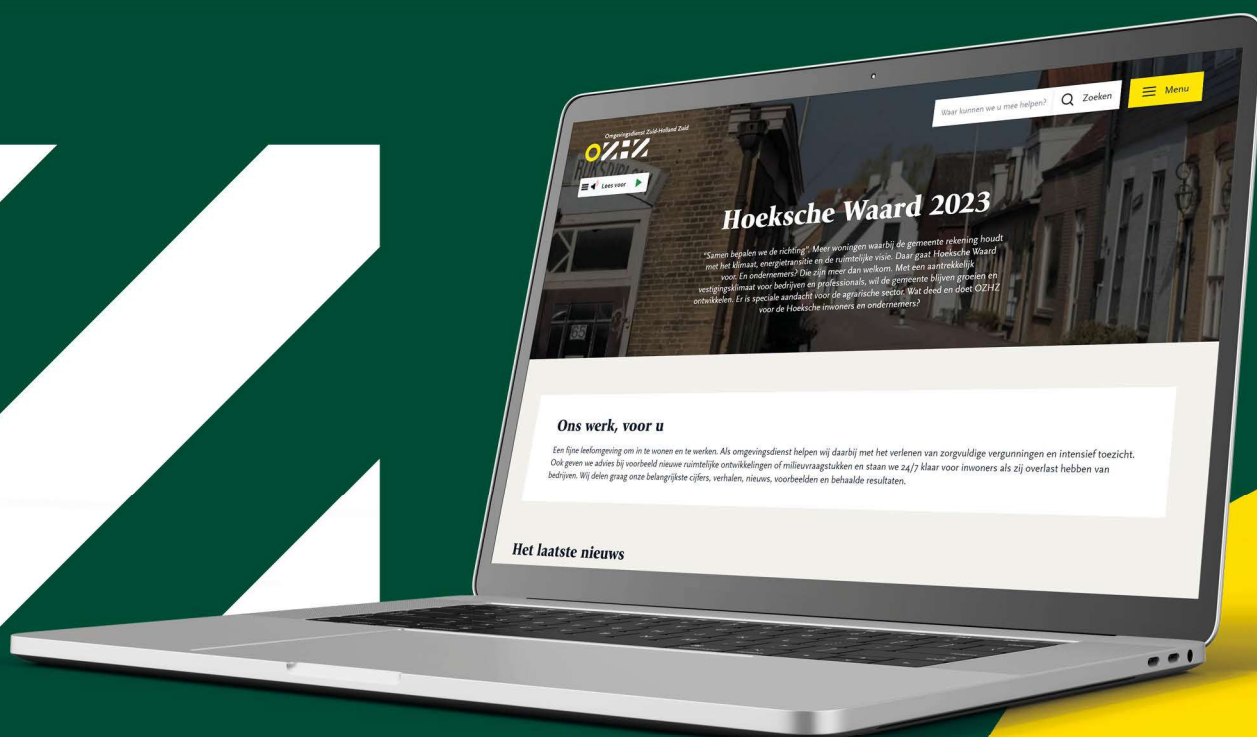 Omgevingsdienst Zuid-Holland Zuid
OZHZ
Lees voor
Waar kunnen we u mee helpen?
Zoeken
Menu
Hoeksche Waard 2023
"Samen bepalen we de richting". Meer woningen waarbij de gemeente rekening houdt
met het klimaat, energietransitie en de ruimtelijke visie. Daar gaat Hoeksche Waard
voor. En ondernemers? Die zijn meer dan welkom. Met een aantrekkelijk
vestigingsklimaat voor bedrijven en professionals, wil de gemeente blijven groeien en
ontwikkelen. Er is speciale aandacht voor de agrarische sector. Wat deed en doet OZHZ
voor de Hoeksche inwoners en ondernemers?
65
Ons werk, voor u
Een fijne leefomgeving om in te wonen en te werken. Als omgevingsdienst helpen wij daarbij met het verlenen van zorgvuldige vergunningen en intensief toezicht.
Ook geven we advies bij voorbeeld nieuwe ruimtelijke ontwikkelingen of milieuvraagstukken en staan we 24/7 klaar voor inwoners als zij overlast hebben van
bedrijven. Wij delen graag onze belangrijkste cijfers, verhalen, nieuws, voorbeelden en behaalde resultaten.
Het laatste nieuws